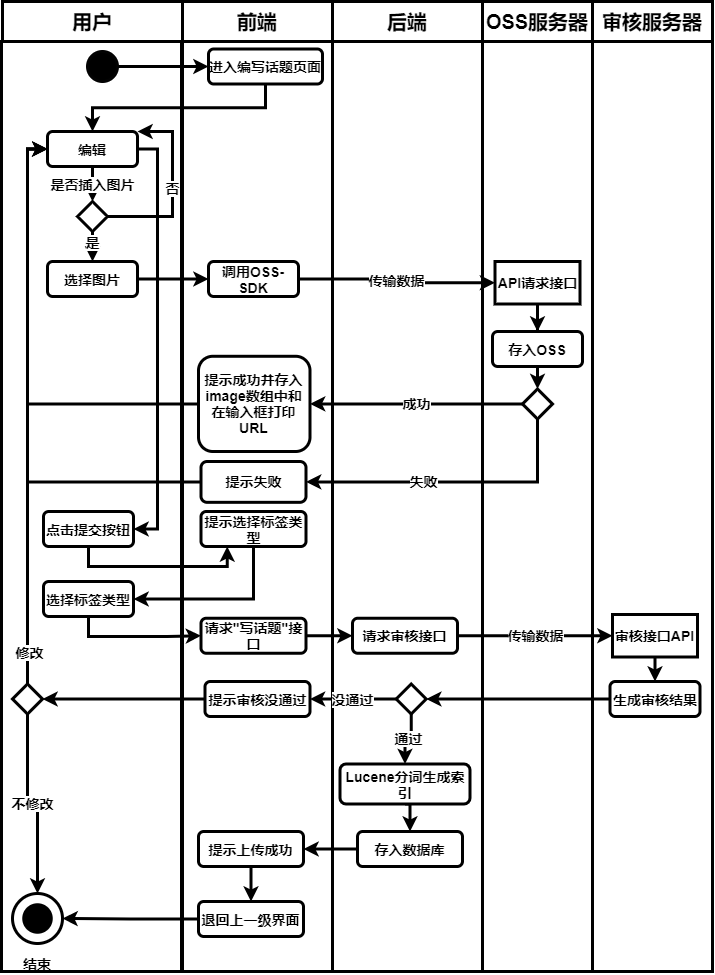 用户
前端
后端
OSS服务器
审核服务器
进入编写话题页面
编辑
是否插入图片
否
是
选择图片
调用OSS-
SDK
传输数据
API请求接口
存入OSS
提示成功并存入
image数组中和
在输入框打印
URL
成功
提示失败
失败
点击提交按钮
提示选择标签类
型
选择标签类型
请求"写话题"接
口
请求审核接口
传输数据
审核接口API
修改
提示审核没通过
没通过
生成审核结果
通过
Lucene分词生成索
引
不修改
提示上传成功
存入数据库
退回上一级界面
结束